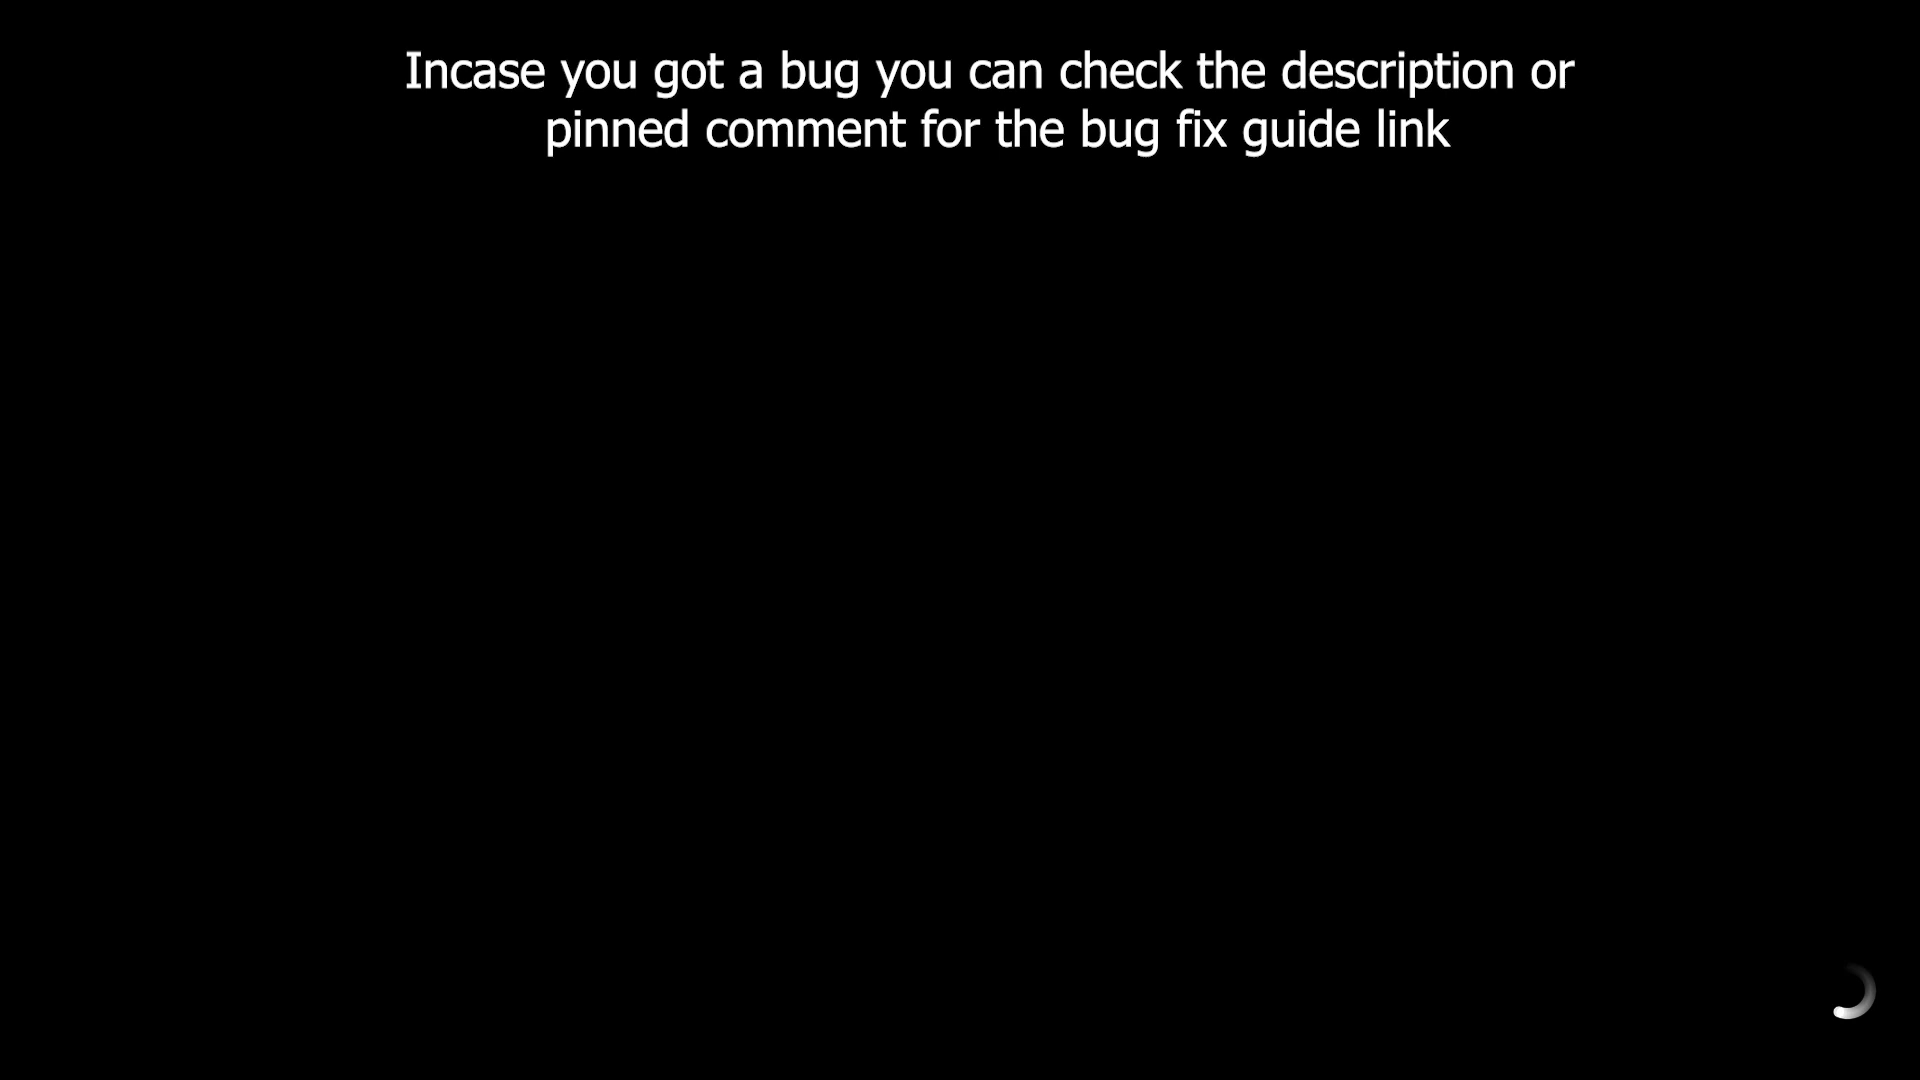 Incase you got a bug you can check the description or
pinned comment for the bug fix guide link